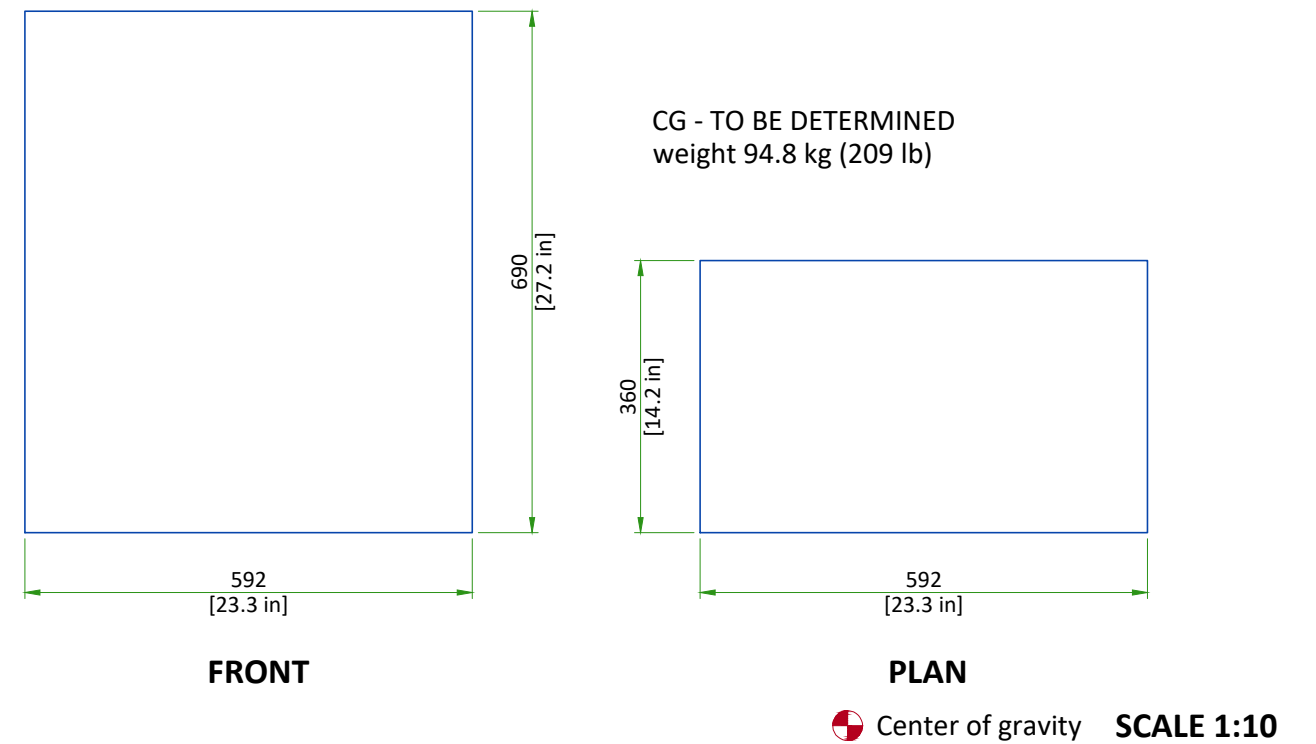 CG - TO BE DETERMINED
weight 94.8 kg (209 lb)
690
[27.2 in]
360
[14.2 in]
592
[23.3 in]
592
[23.3 in]
FRONT
PLAN
Center of gravity
SCALE 1:10